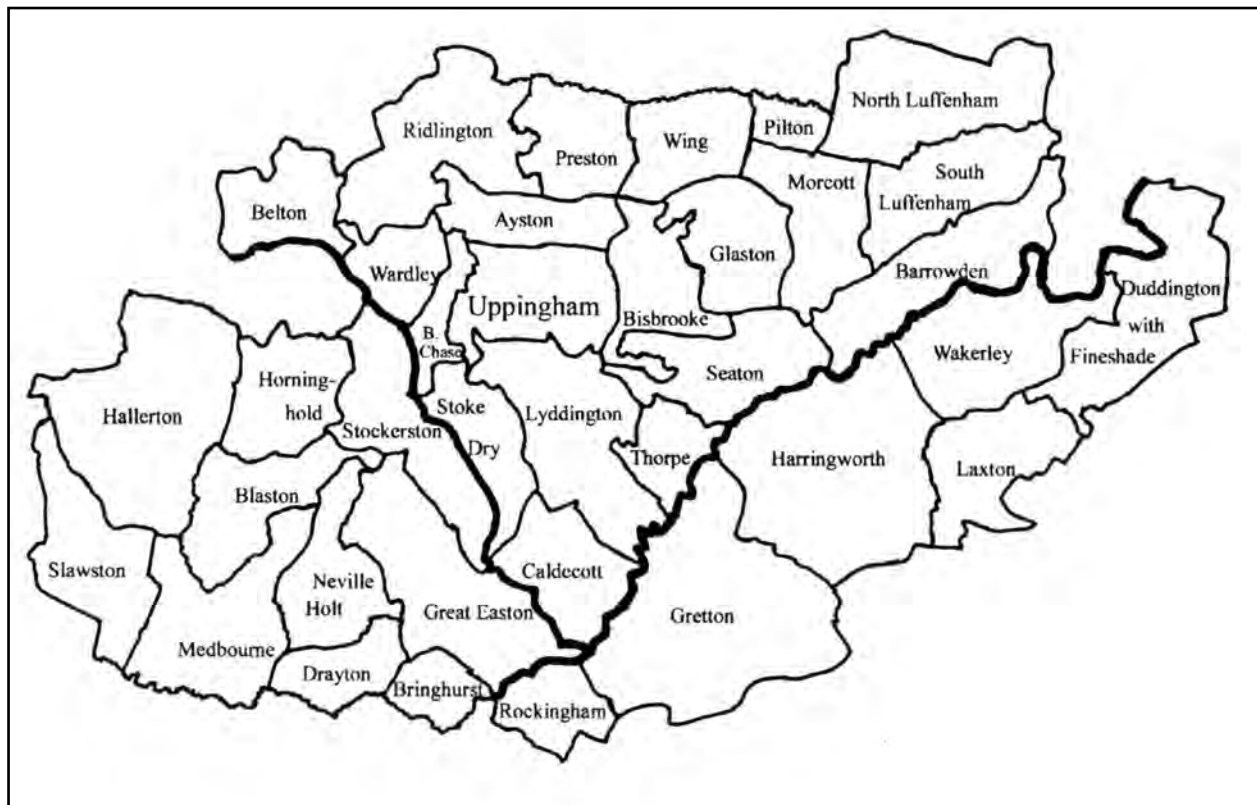 North Luffenham
Ridlington
Pilton
Wing
Preston
Morcott
South
Luffenham
Belton
Ayston
Glaston
Wardley
Barrowden
Duddington
with
Fineshade
Uppingham
Bisbrooke
B.
Chase
Wakerley
Seaton
Horning-
hold
Hallerton
Stoke
Dry
Lyddington
Stockerston
Thorpe
Harringworth
Laxton
Blaston
Slawston
Caldecott
Neville
Holt
Great Easton
Gretton
Medbourne
Drayton
Bringhurst
Rockingham